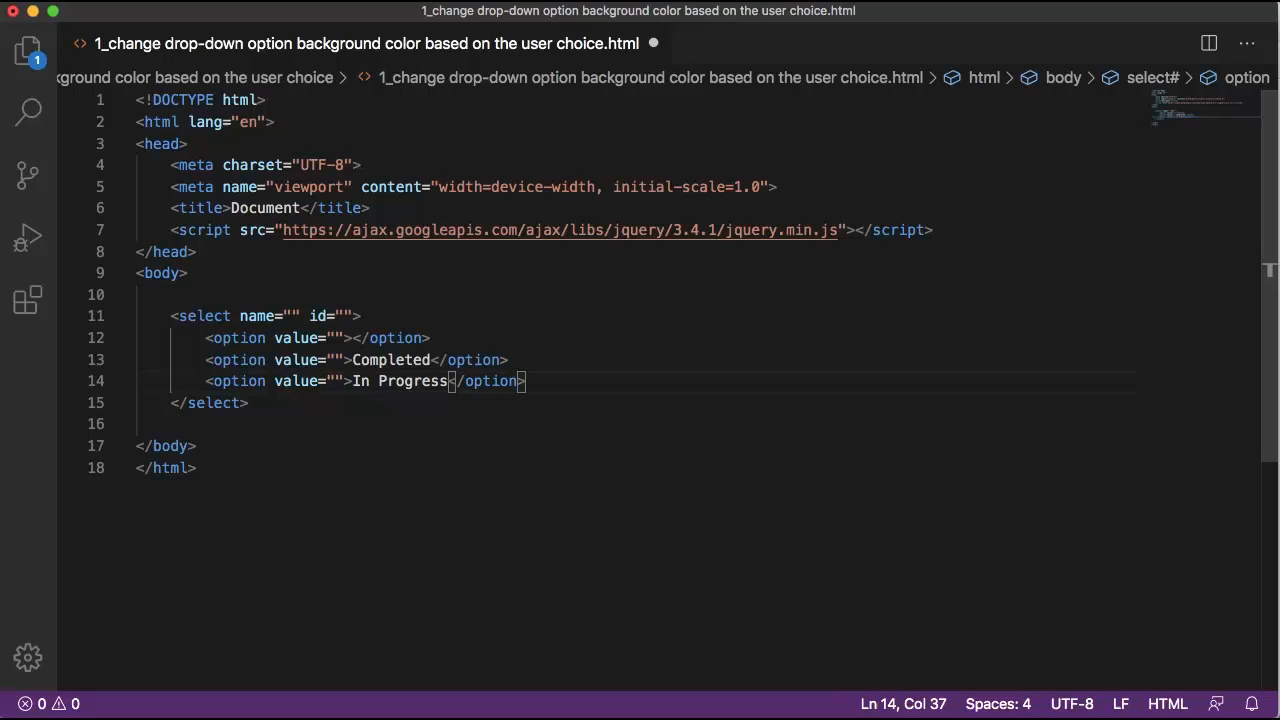 1_change drop-down option background color based on the user choice.html
1_change drop-down option background color based on the user choice.html
kground color based on the user choice > 1_change drop-down option background color based on the user choice.html > html > body > select# > option
1
1 <!DOCTYPE html>
2 <html lang="en">
3 <head>
4 <meta charset="UTF-8">
5 <meta name="viewport" content="width=device-width, initial-scale=1.0">
6 <title>Document</title>
7 <script src="https://ajax.googleapis.com/ajax/libs/jquery/3.4.1/jquery.min.js"></script>
8 </head>
9 <body>
10
11 <select name="" id="">
12 <option value=""></option>
13 <option value="">Completed</option>
14 <option value="">In Progress</option>
15 </select>
16
17 </body>
18 </html>
0 0 Ln 14, Col 37 Spaces: 4 UTF-8 LF HTML